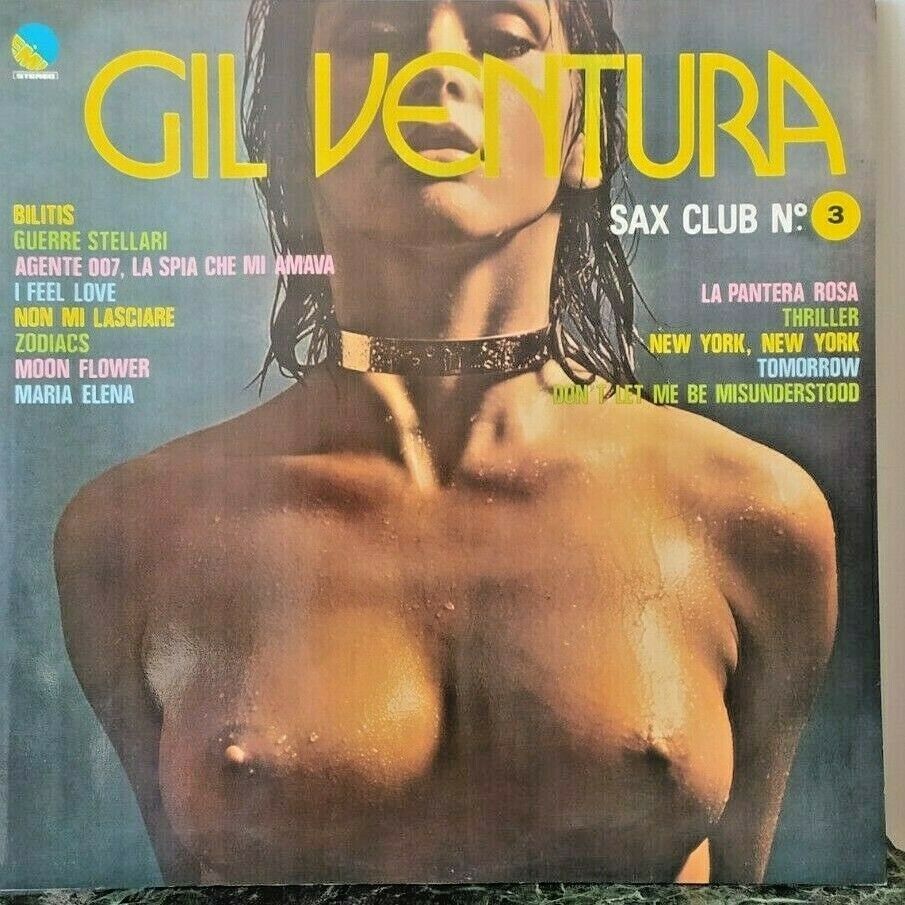 EMI
STEREO
GIL VENTURA
SAX CLUB Nº 3
BILITIS
GUERRE STELLARI
AGENTE 007, LA SPIA CHE MI AMAVA
I FEEL LOVE
NON MI LASCIARE
ZODIACS
MOON FLOWER
MARIA ELENA
LA PANTERA ROSA
THRILLER
NEW YORK, NEW YORK
TOMORROW
DON'T LET ME BE MISUNDERSTOOD